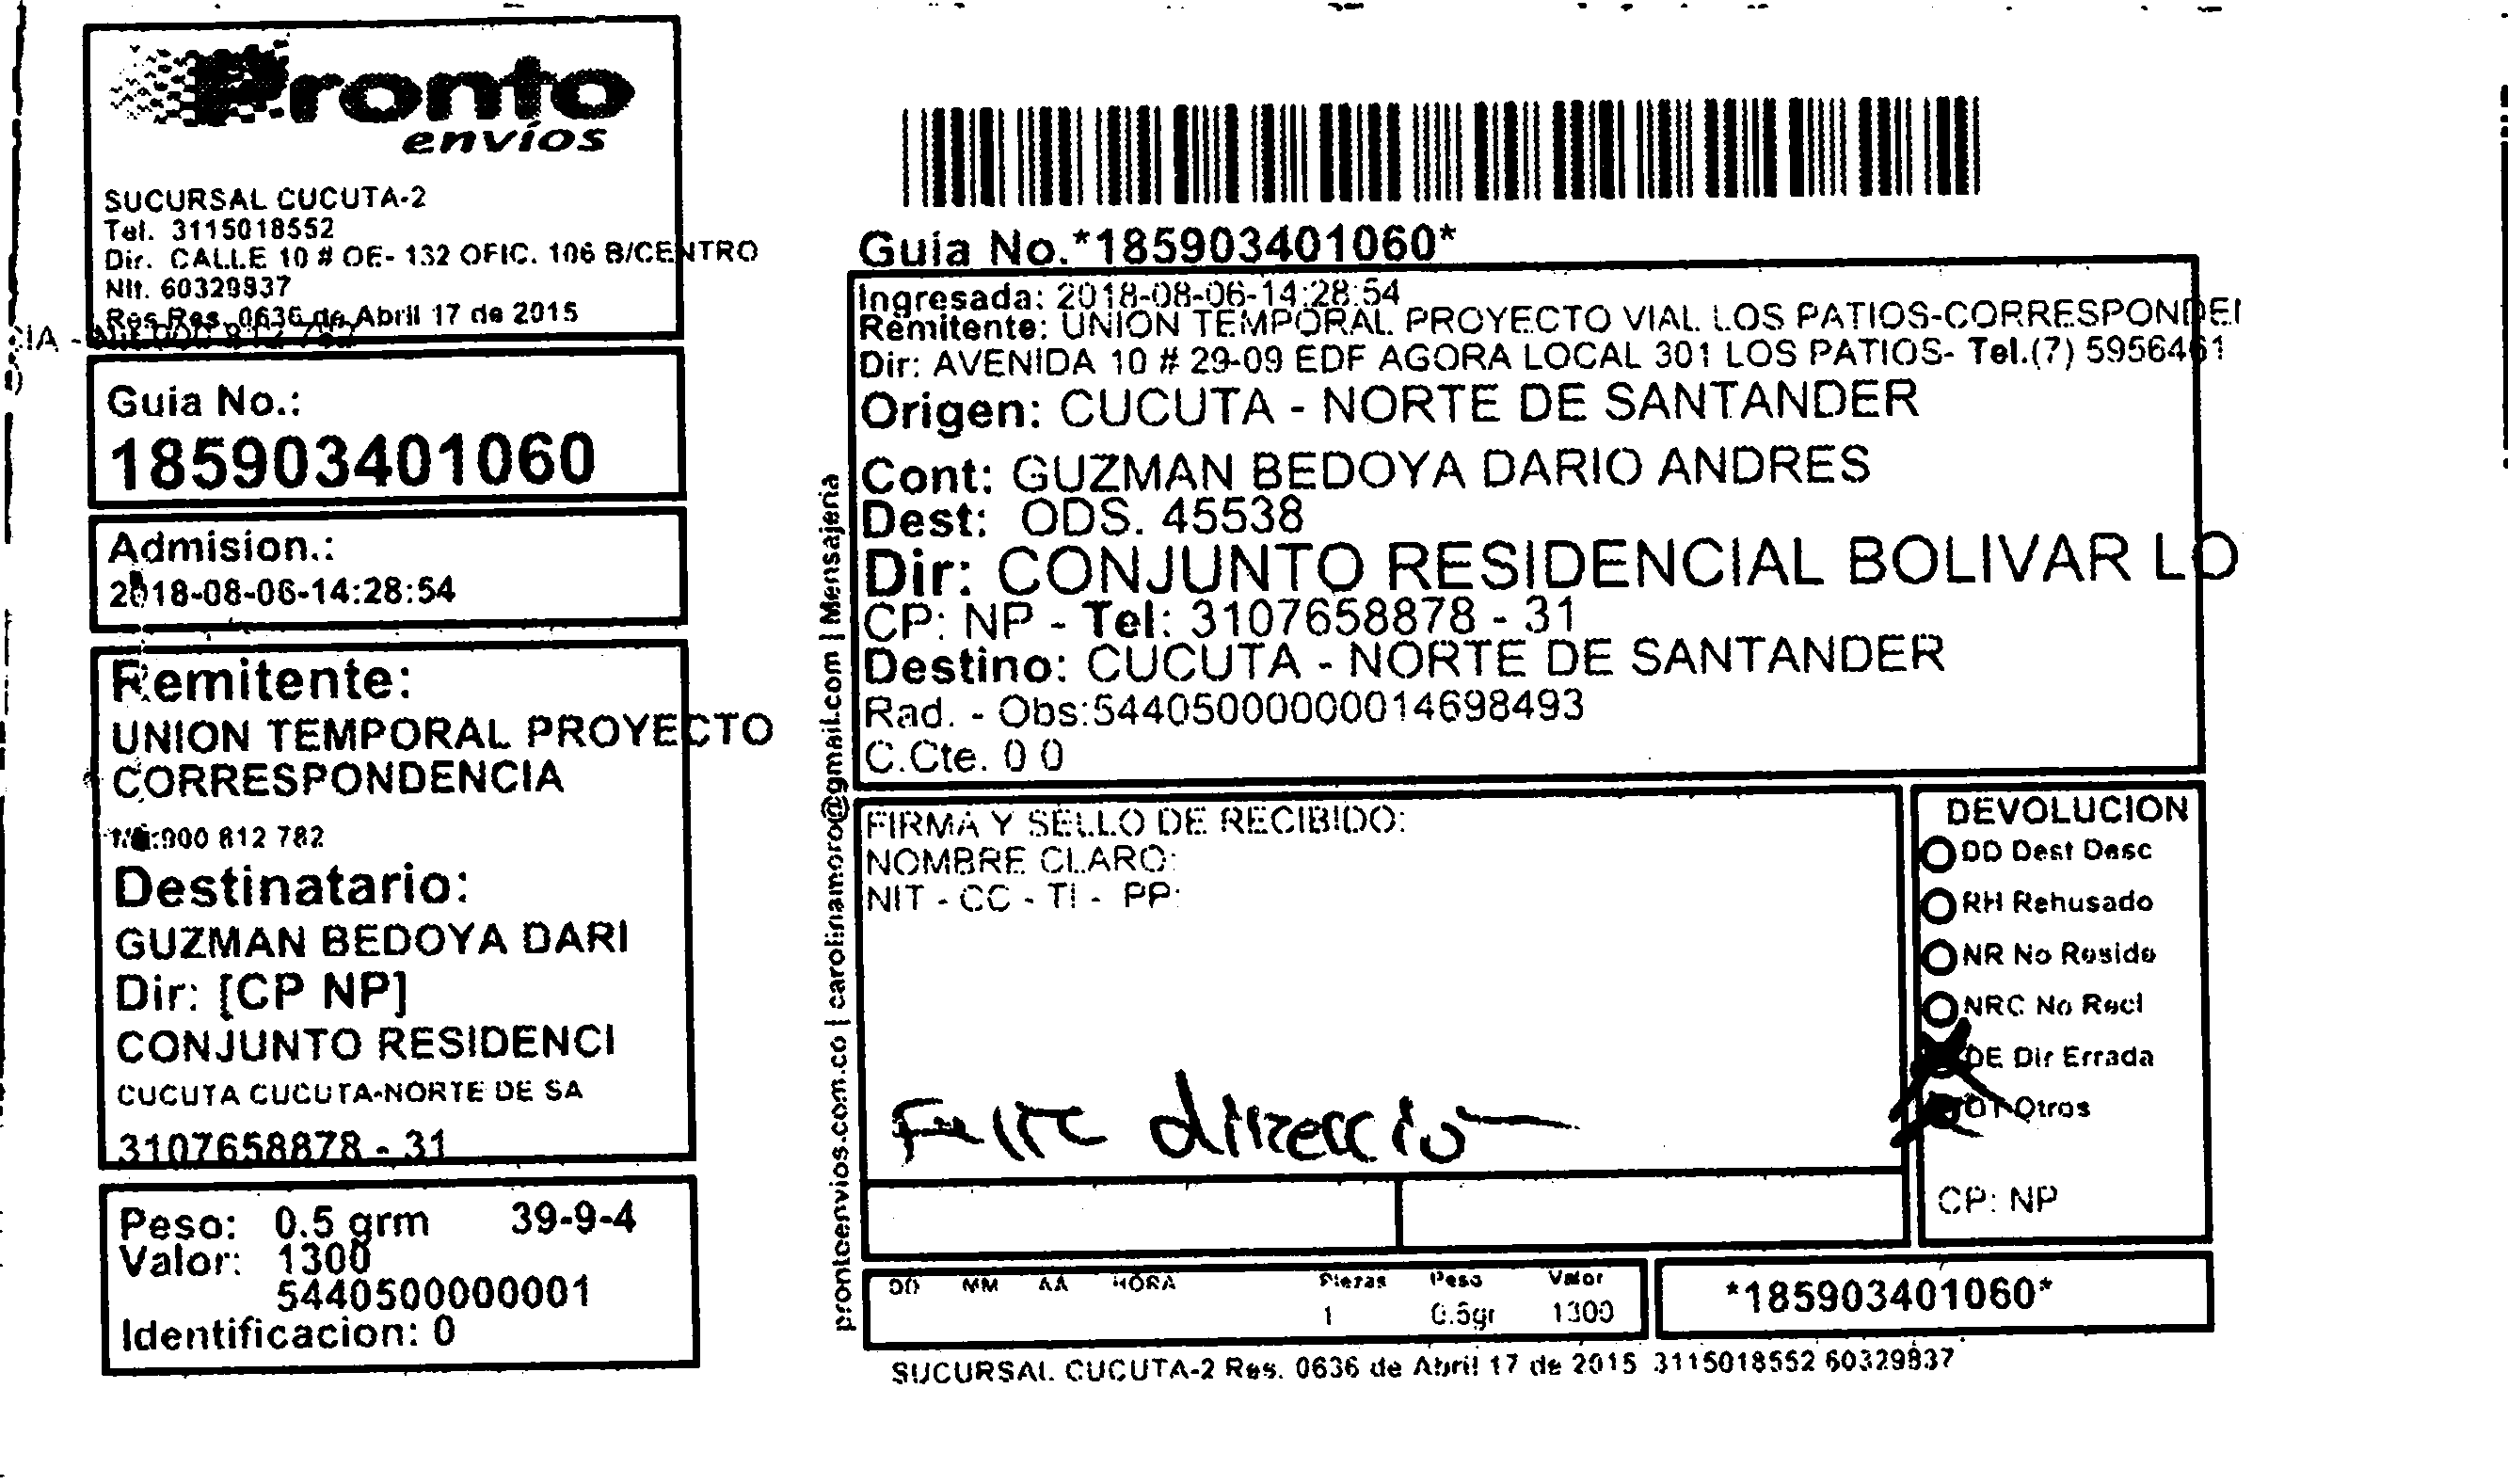 Pronto
envíos
SUCURSAL CUCUTA-2
Tel. 3115018552
Dir. CALLE 10 # OE- 132 OFIC. 106 B/CENTRO
Nit. 60329937
Res Res. 0636 de Abril 17 de 2015
Guia No.:
185903401060
Admision.:
2018-08-06-14:28:54
Remitente:
UNION TEMPORAL PROYECTO
CORRESPONDENCIA
Nit:900 812 782
Destinatario:
GUZMAN BEDOYA DARI
Dir: [CP NP]
CONJUNTO RESIDENCI
CUCUTA CUCUTA-NORTE DE SA
3107658878 - 31
Peso: 0.5 grm 39-9-4
Valor: 1300
5440500000001
Identificacion: 0
prontoenvios.com.co | carolinamoro@gmail.com | Mensajeria
Guia No.*185903401060*
Ingresada: 2018-08-06-14:28:54
Remitente: UNION TEMPORAL PROYECTO VIAL LOS PATIOS-CORRESPONDEN
Dir: AVENIDA 10 # 29-09 EDF AGORA LOCAL 301 LOS PATIOS- Tel.(7) 5956461
Origen: CUCUTA - NORTE DE SANTANDER
Cont: GUZMAN BEDOYA DARIO ANDRES
Dest: ODS. 45538
Dir: CONJUNTO RESIDENCIAL BOLIVAR LO
CP: NP - Tel: 3107658878 - 31
Destino: CUCUTA - NORTE DE SANTANDER
Rad. - Obs:544050000000014698493
C.Cte. 0 0
FIRMA Y SELLO DE RECIBIDO:
NOMBRE CLARO:
NIT - CC - TI - PP:
Falte direccion
DEVOLUCION
DD Dest Desc
RH Rehusado
NR No Reside
NRC No Recl
DE Dir Errada
OT Otros
CP: NP
DD MM AA HORA Piezas Peso Valor
1 0.5gr 1300
*185903401060*
SUCURSAL CUCUTA-2 Res. 0636 de Abril 17 de 2015 3115018552 60329937